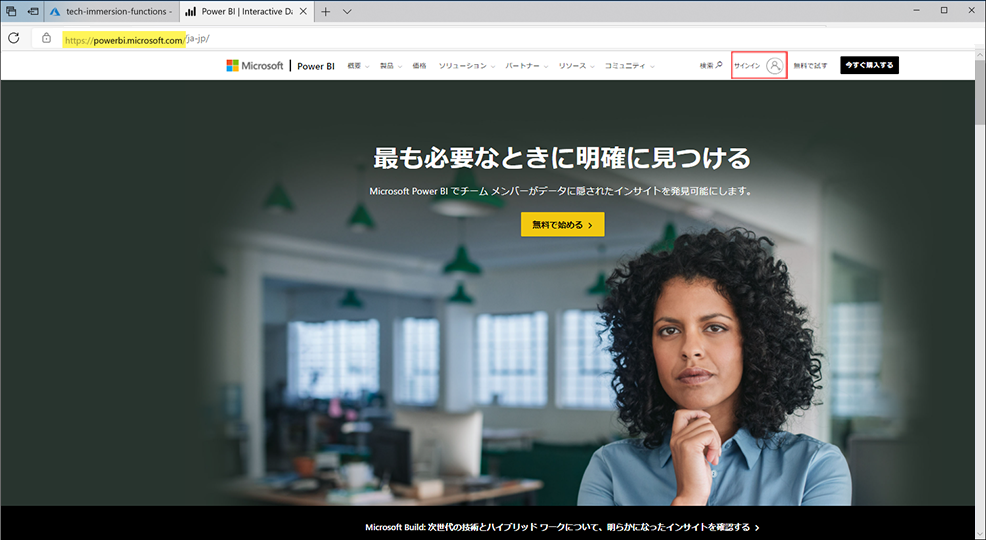 tech-immersion-functions -
Power BI | Interactive Da
https://powerbi.microsoft.com/ja-jp/
Microsoft | Power BI 概要 製品 価格 ソリューション パートナー リソース コミュニティ 検索 サインイン 無料で試す 今すぐ購入する
最も必要なときに明確に見つける
Microsoft Power BI でチーム メンバーがデータに隠されたインサイトを発見可能にします。
無料で始める >
Microsoft Build: 次世代の技術とハイブリッド ワークについて、明らかになったインサイトを確認する >